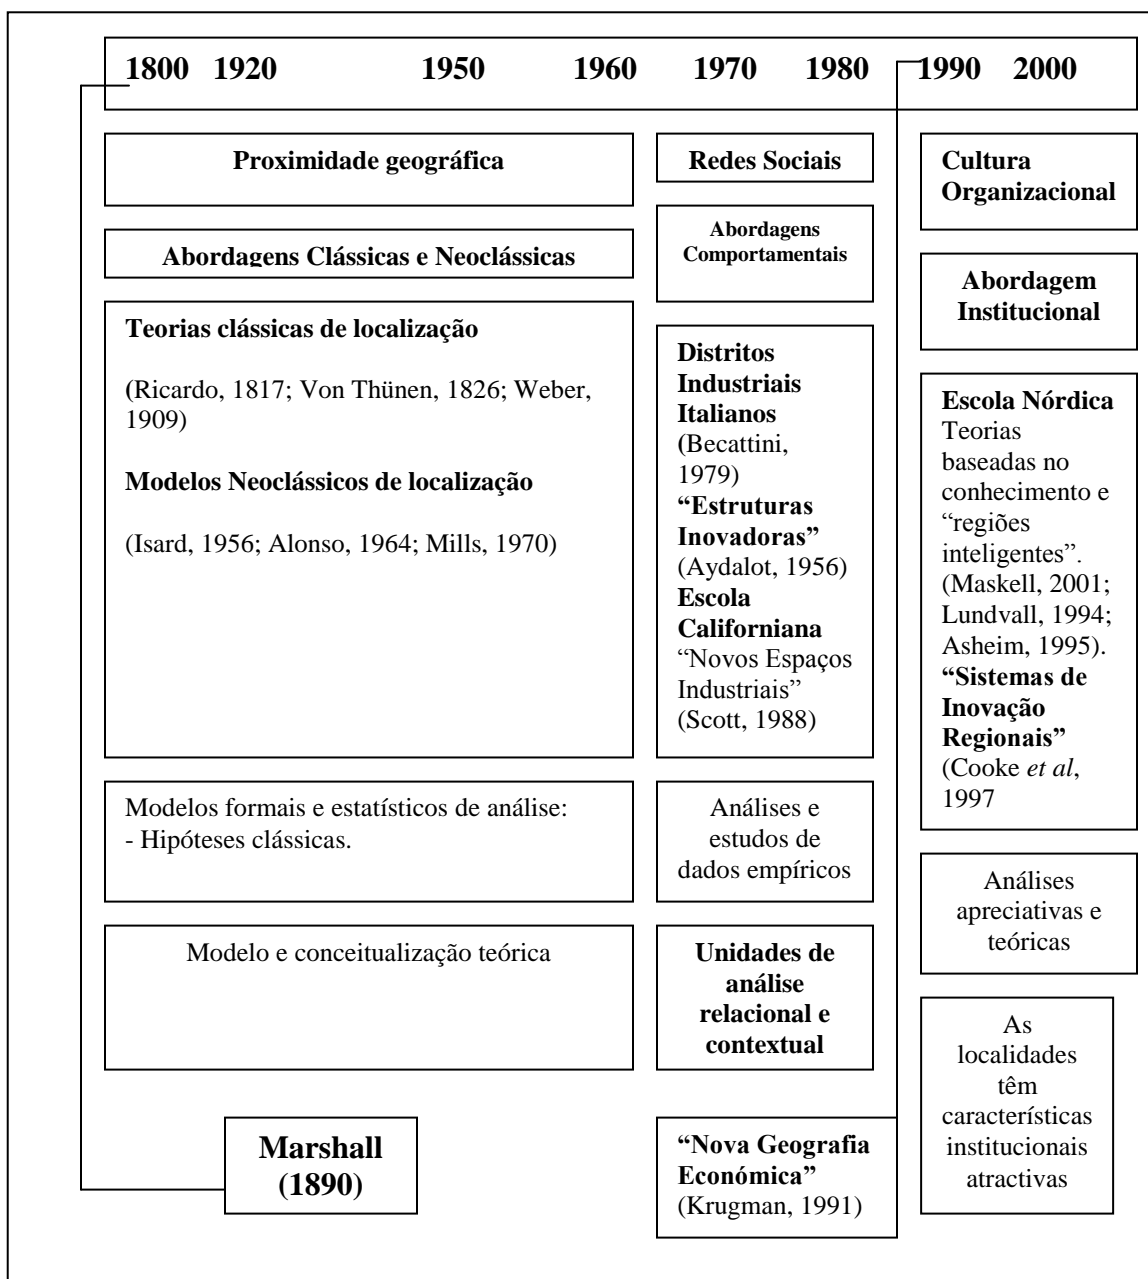 1800 1920 1950 1960 1970 1980 1990 2000
Proximidade geográfica
Abordagens Clássicas e Neoclássicas
Teorias clássicas de localização
(Ricardo, 1817; Von Thünen, 1826; Weber,
1909)
Modelos Neoclássicos de localização
(Isard, 1956; Alonso, 1964; Mills, 1970)
Modelos formais e estatísticos de análise:
- Hipóteses clássicas.
Modelo e conceitualização teórica
Marshall
(1890)
Redes Sociais
Abordagens
Comportamentais
Distritos
Industriais
Italianos
(Becattini,
1979)
“Estruturas
Inovadoras”
(Aydalot, 1956)
Escola
Californiana
“Novos Espaços
Industriais”
(Scott, 1988)
Análises e
estudos de
dados empíricos
Unidades de
análise
relacional e
contextual
“Nova Geografia
Económica”
(Krugman, 1991)
Cultura
Organizacional
Abordagem
Institucional
Escola Nórdica
Teorias
baseadas no
conhecimento e
“regiões
inteligentes”.
(Maskell, 2001;
Lundvall, 1994;
Asheim, 1995).
“Sistemas de
Inovação
Regionais”
(Cooke et al,
1997
Análises
apreciativas e
teóricas
As
localidades
têm
características
institucionais
atractivas